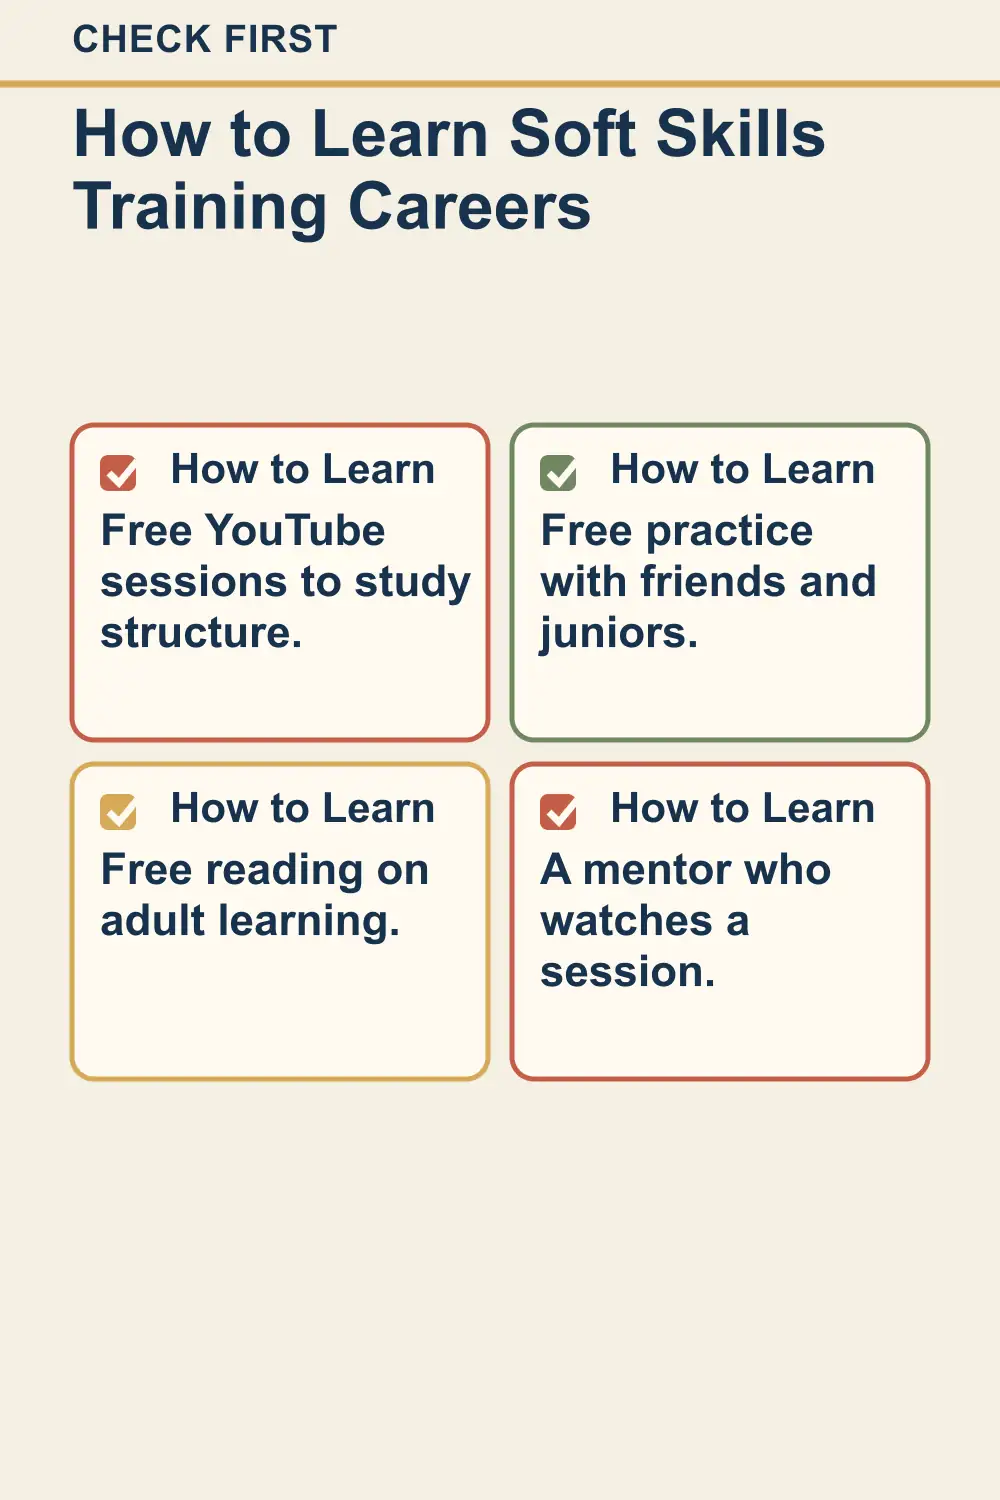 CHECK FIRST
How to Learn Soft Skills
Training Careers
How to Learn
Free YouTube
sessions to study
structure.
How to Learn
Free practice
with friends and
juniors.
How to Learn
Free reading on
adult learning.
How to Learn
A mentor who
watches a
session.